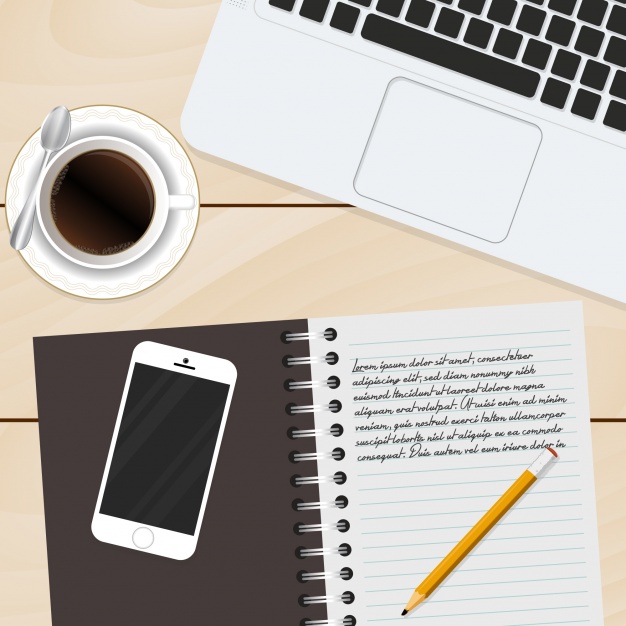 Lorem ipsum dolor sit amet, consectetuer
adipiscing elit, sed diam nonummy nibh
euismod tincidunt ut laoreet dolore magna
aliquam erat volutpat. Ut wisi enim ad minim
veniam, quis nostrud exerci tation ullamcorper
suscipit lobortis nisl ut aliquip ex ea commodo
consequat. Duis autem vel eum iriure dolor in